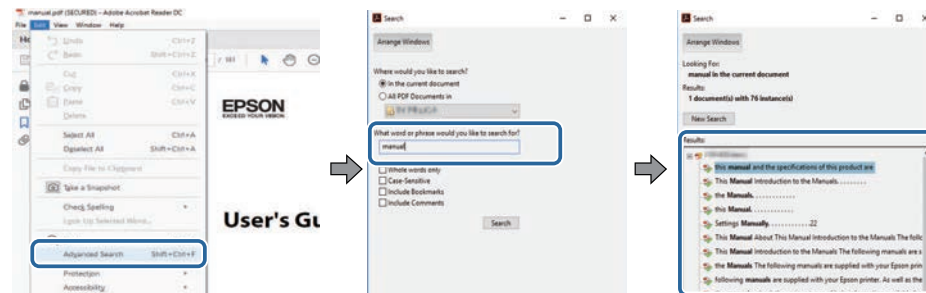 manual.pdf (SECURED) - Adobe Acrobat Reader DC
File Edit View Window Help
Undo Ctrl+Z
Redo Shift+Ctrl+Z
Cut Ctrl+X
Copy Ctrl+C
Paste Ctrl+V
Delete
Select All Ctrl+A
Deselect All Shift+Ctrl+A
Copy File to Clipboard
Take a Snapshot
Check Spelling
Look Up Selected Word...
Advanced Search Shift+Ctrl+F
Protection
Accessibility
EPSON
EXCEED YOUR VISION
User's Gu
Search
Arrange Windows
Where would you like to search?
In the current document
All PDF Documents in
What word or phrase would you like to search for?
manual
Whole words only
Case-Sensitive
Include Bookmarks
Include Comments
Search
Search
Arrange Windows
Looking For:
manual in the current document
Results:
1 document(s) with 76 instance(s)
New Search
Results:
this manual and the specifications of this product are
This Manual Introduction to the Manuals. . . . . . . . .
the Manuals. . . . . . . . . . . .
this Manual. . . . . . . . . . . .
Settings Manually. . . . . . . . . . . . .22
This Manual About This Manual Introduction to the Manuals The follo
This Manual Introduction to the Manuals The following manuals are s
the Manuals The following manuals are supplied with your Epson prin
following manuals are supplied with your Epson printer. As well as the